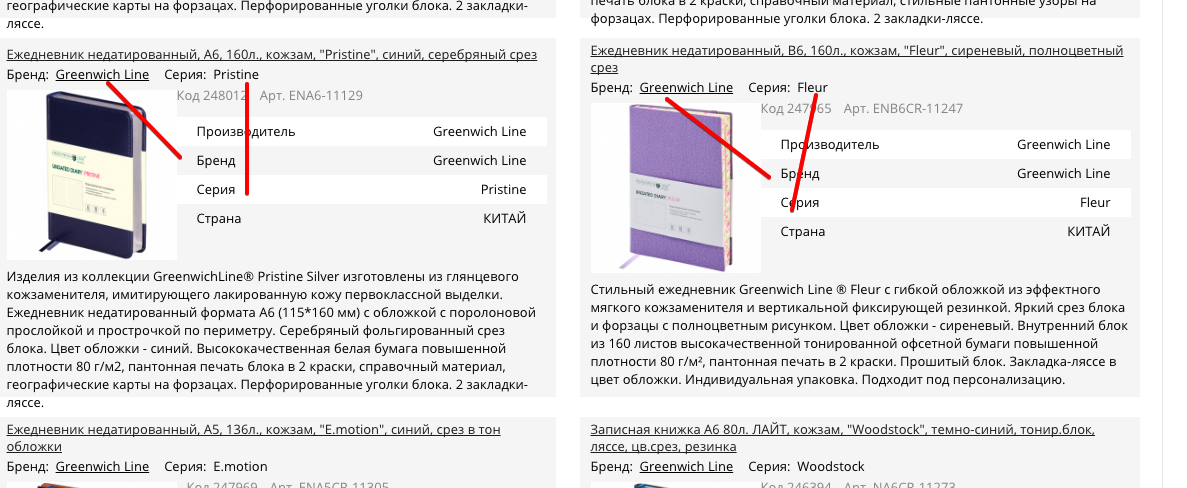 географические карты на форзацах. Перфорированные уголки блока. 2 закладки-
ляссе.
Ежедневник недатированный, А6, 160л., кожзам, "Pristine", синий, серебряный срез
Бренд: Greenwich Line Серия: Pristine
Код 248012 Арт. ENA6-11129
Производитель Greenwich Line
Бренд Greenwich Line
Серия Pristine
Страна КИТАЙ
UNDATED DIARY PRISTINE
Изделия из коллекции GreenwichLine® Pristine Silver изготовлены из глянцевого
кожзаменителя, имитирующего лакированную кожу первоклассной выделки.
Ежедневник недатированный формата А6 (115*160 мм) с обложкой с поролоновой
прослойкой и прострочкой по периметру. Серебряный фольгированный срез
блока. Цвет обложки - синий. Высококачественная белая бумага повышенной
плотности 80 г/м2, пантонная печать блока в 2 краски, справочный материал,
географические карты на форзацах. Перфорированные уголки блока. 2 закладки-
ляссе.
Ежедневник недатированный, А5, 136л., кожзам, "E.motion", синий, срез в тон
обложки
Бренд: Greenwich Line Серия: E.motion
Код 247969 Арт. ENA5CR-11305
печать блока в 2 краски, справочный материал, стильные пантонные узоры на
форзацах. Перфорированные уголки блока. 2 закладки-ляссе.
Ежедневник недатированный, В6, 160л., кожзам, "Fleur", сиреневый, полноцветный
срез
Бренд: Greenwich Line Серия: Fleur
Код 247965 Арт. ENB6CR-11247
Производитель Greenwich Line
Бренд Greenwich Line
Серия Fleur
Страна КИТАЙ
UNDATED DIARY FLEUR
Стильный ежедневник Greenwich Line ® Fleur с гибкой обложкой из эффектного
мягкого кожзаменителя и вертикальной фиксирующей резинкой. Яркий срез блока
и форзацы с полноцветным рисунком. Цвет обложки - сиреневый. Внутренний блок
из 160 листов высокачественной тонированной офсетной бумаги повышенной
плотности 80 г/м², пантонная печать в 2 краски. Прошитый блок. Закладка-ляссе в
цвет обложки. Индивидуальная упаковка. Подходит под персонализацию.
Записная книжка А6 80л. ЛАЙТ, кожзам, "Woodstock", темно-синий, тонир.блок,
ляссе, цв.срез, резинка
Бренд: Greenwich Line Серия: Woodstock
Код 246394 Арт. NA6CR-11273